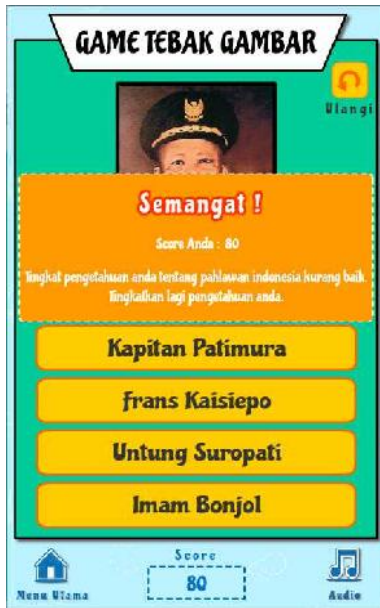 GAME TEBAK GAMBAR
Ulangi
Semangat !
Score Anda : 80
Tingkat pengetahuan anda tentang pahlawan indonesia kurang baik.
Tingkatkan lagi pengetahuan anda.
Kapitan Patimura
Frans Kaisiepo
Untung Suropati
Imam Bonjol
Menu Utama
Score
80
Audio